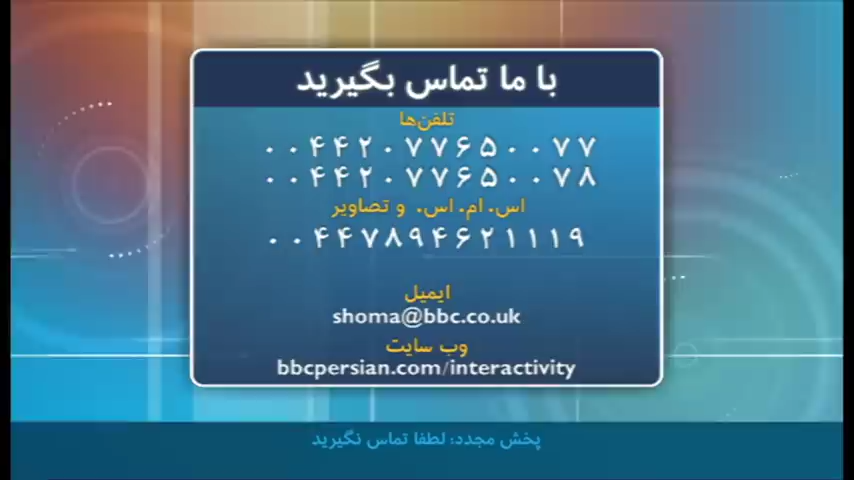 با ما تماس بگیرید
تلفن‌ها
۰۰۴۴۲۰۷۷۶۵۰۰۷۷
۰۰۴۴۲۰۷۷۶۵۰۰۷۸
اس. ام. اس. و تصاویر
۰۰۴۴۷۸۹۴۶۲۱۱۱۹
ایمیل
shoma@bbc.co.uk
وب سایت
bbcpersian.com/interactivity
پخش مجدد: لطفا تماس نگیرید